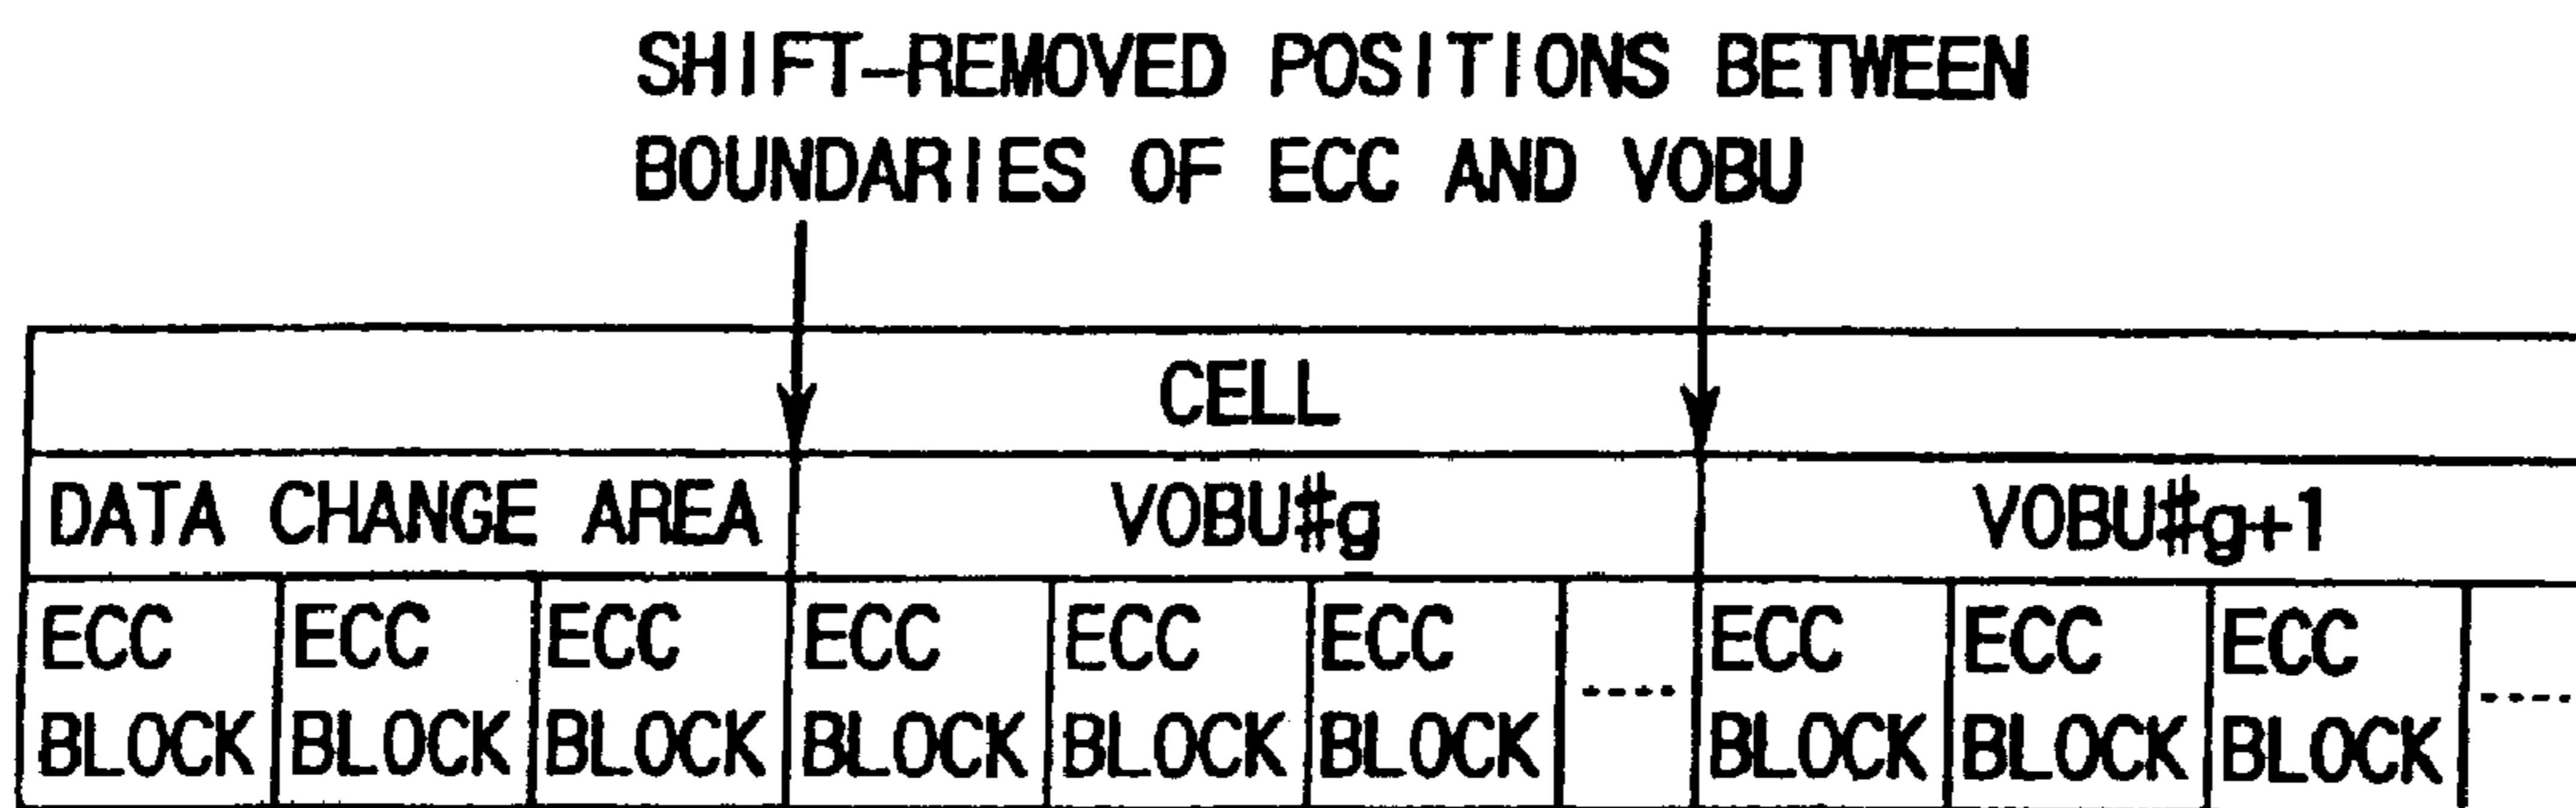 SHIFT-REMOVED POSITIONS BETWEEN
BOUNDARIES OF ECC AND VOBU
CELL
DATA CHANGE AREA VOBU#g VOBU#g+1
ECC ECC ECC ECC ECC ECC ---- ECC ECC ECC ----
BLOCK BLOCK BLOCK BLOCK BLOCK BLOCK BLOCK BLOCK BLOCK